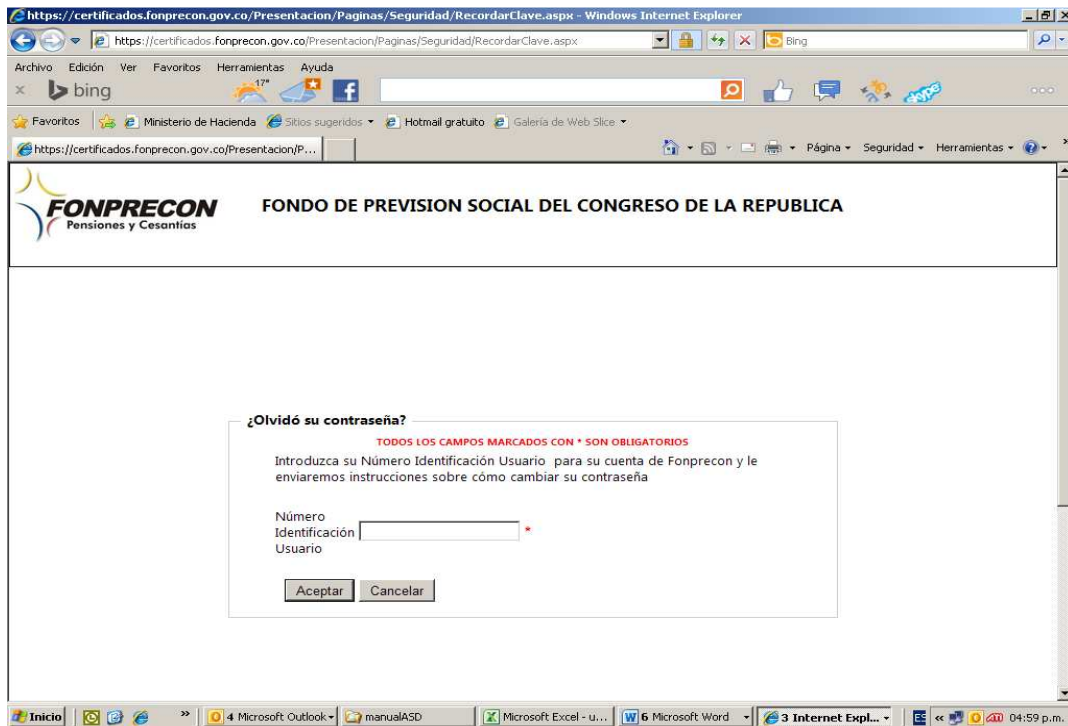 https://certificados.fonprecon.gov.co/Presentacion/Paginas/Seguridad/RecordarClave.aspx - Windows Internet Explorer
https://certificados.fonprecon.gov.co/Presentacion/Paginas/Seguridad/RecordarClave.aspx
Bing
Archivo Edición Ver Favoritos Herramientas Ayuda
x bing 17°
Favoritos Ministerio de Hacienda Sitios sugeridos Hotmail gratuito Galería de Web Slice
https://certificados.fonprecon.gov.co/Presentacion/P...
Página Seguridad Herramientas
FONPRECON
Pensiones y Cesantías
FONDO DE PREVISION SOCIAL DEL CONGRESO DE LA REPUBLICA
¿Olvidó su contraseña?
TODOS LOS CAMPOS MARCADOS CON * SON OBLIGATORIOS
Introduzca su Número Identificación Usuario para su cuenta de Fonprecon y le
enviaremos instrucciones sobre cómo cambiar su contraseña
Número
Identificación *
Usuario
Aceptar Cancelar
Inicio » 4 Microsoft Outlook manualASD Microsoft Excel - u... 6 Microsoft Word 3 Internet Expl... ES « 04:59 p.m.